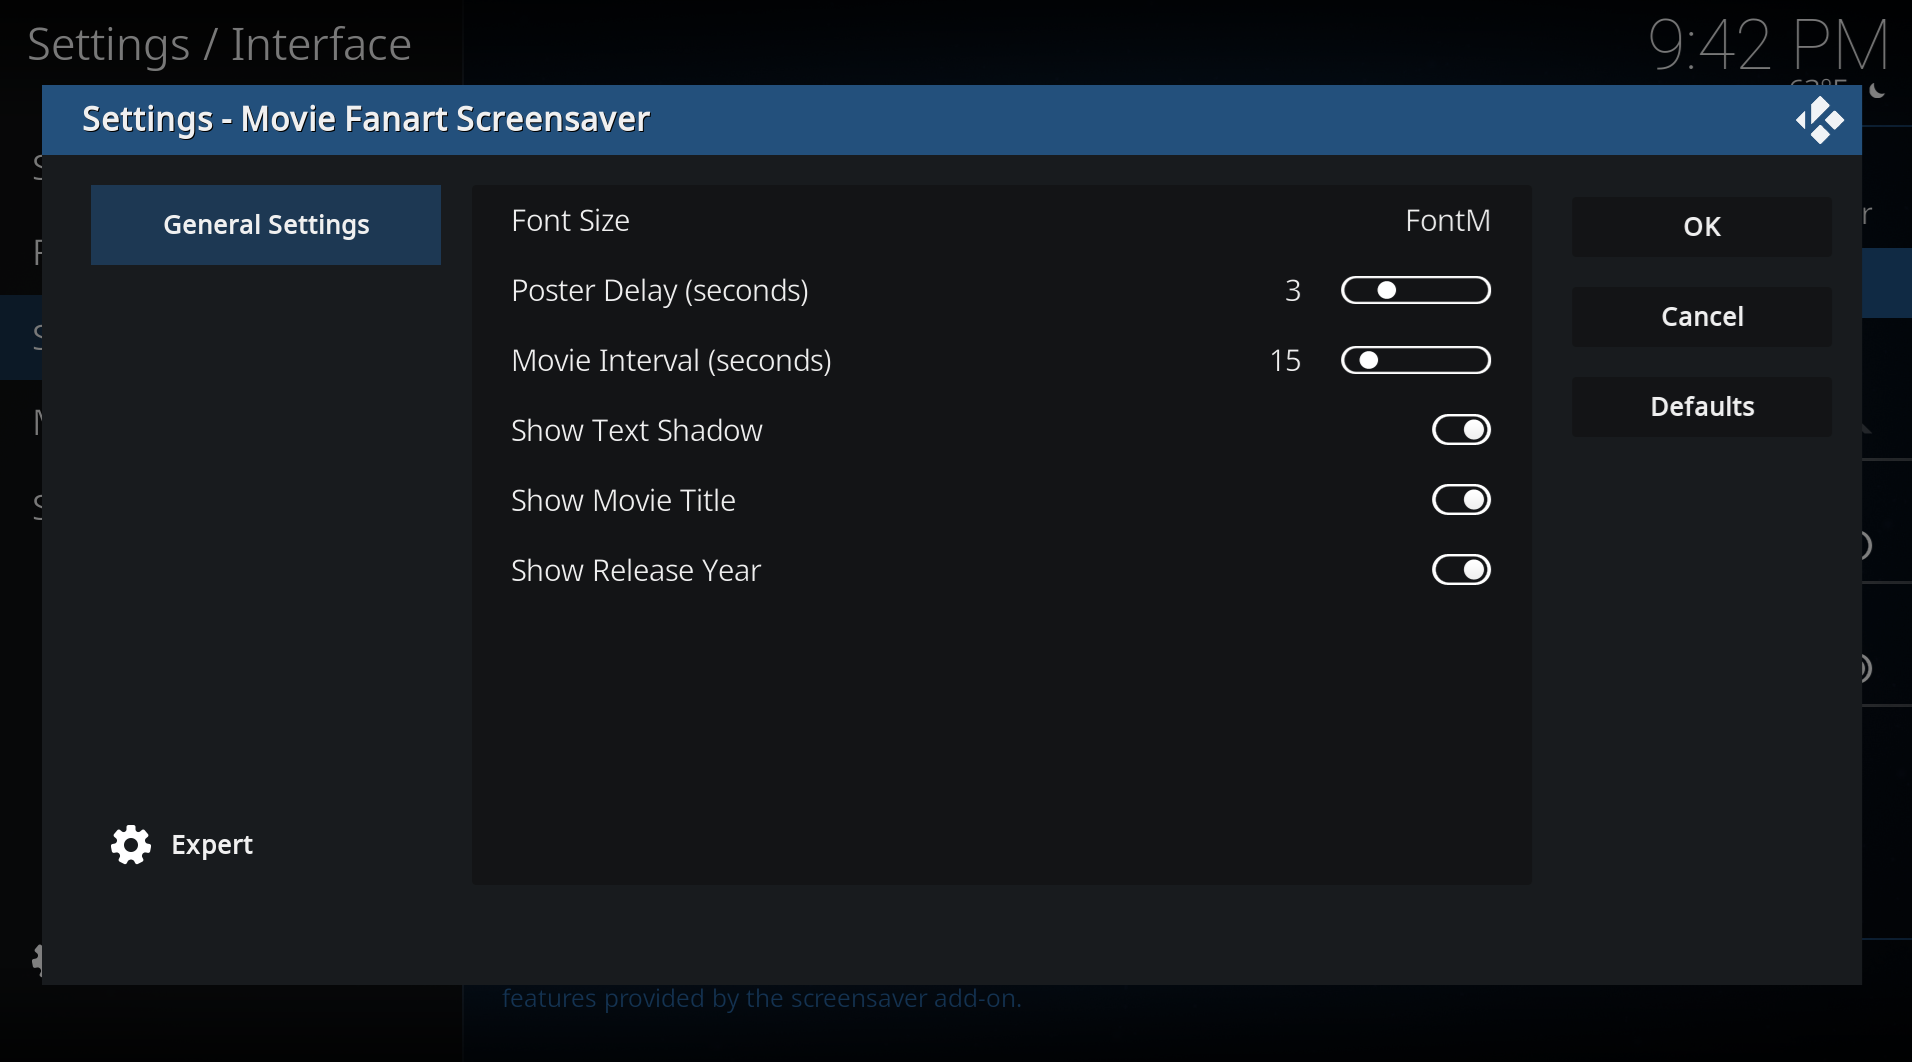 Settings / Interface
9:42 PM
Settings - Movie Fanart Screensaver
General Settings
Font Size FontM
Poster Delay (seconds) 3
Movie Interval (seconds) 15
Show Text Shadow
Show Movie Title
Show Release Year
OK
Cancel
Defaults
Expert
features provided by the screensaver add-on.